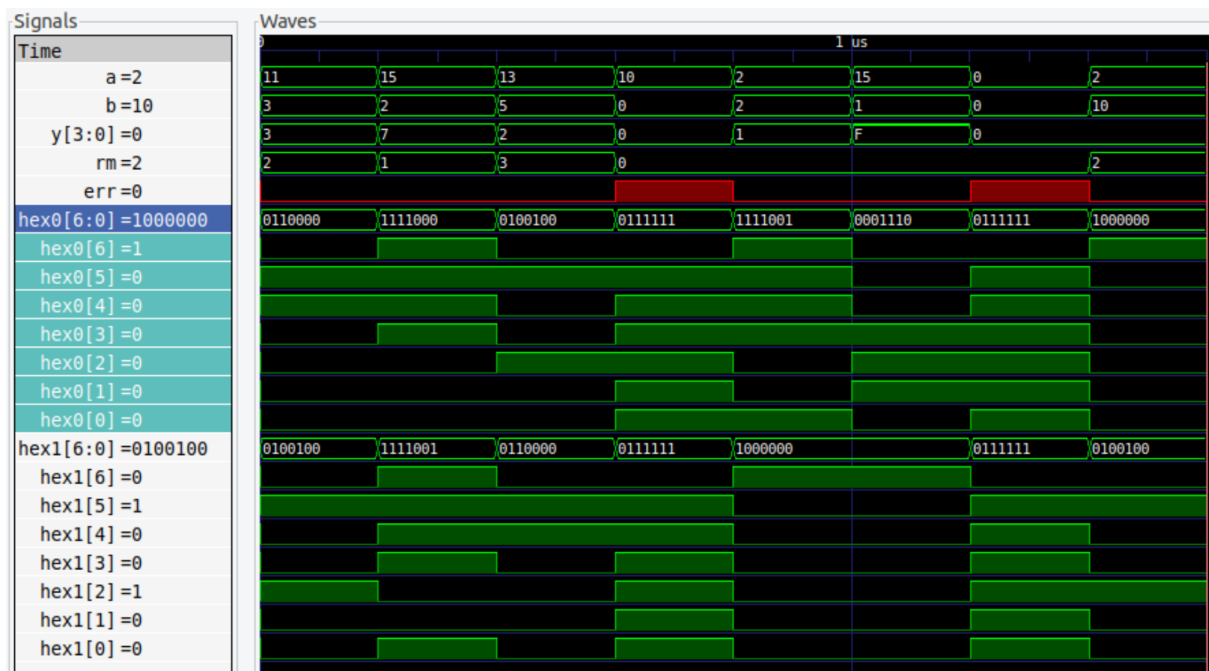 Signals Waves
Time 0 1 us
a =2 11 15 13 10 2 15 0 2
b =10 3 2 5 0 2 1 0 10
y[3:0] =0 3 7 2 0 1 F 0
rm =2 2 1 3 0 2
err =0
hex0[6:0] =1000000 0110000 1111000 0100100 0111111 1111001 0001110 0111111 1000000
hex0[6] =1
hex0[5] =0
hex0[4] =0
hex0[3] =0
hex0[2] =0
hex0[1] =0
hex0[0] =0
hex1[6:0] =0100100 0100100 1111001 0110000 0111111 1000000 0111111 0100100
hex1[6] =0
hex1[5] =1
hex1[4] =0
hex1[3] =0
hex1[2] =1
hex1[1] =0
hex1[0] =0